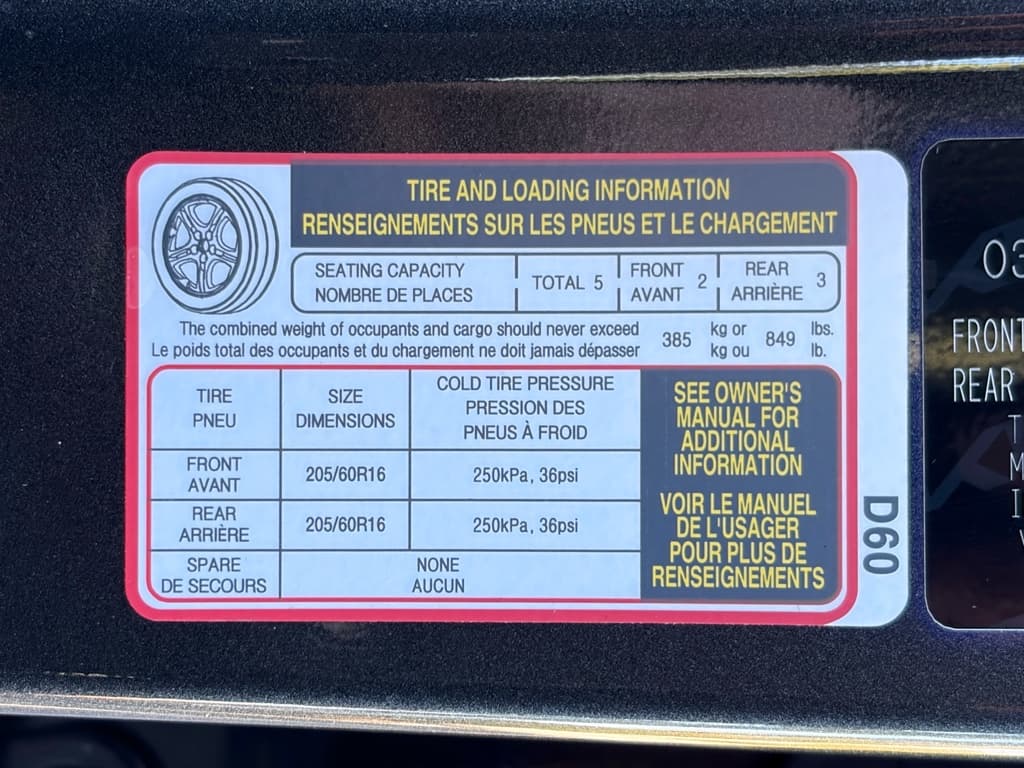 TIRE AND LOADING INFORMATION
RENSEIGNEMENTS SUR LES PNEUS ET LE CHARGEMENT
SEATING CAPACITY
NOMBRE DE PLACES
TOTAL 5
FRONT
AVANT
2
REAR
ARRIÈRE
3
The combined weight of occupants and cargo should never exceed
Le poids total des occupants et du chargement ne doit jamais dépasser
385
kg or
kg ou
849
lbs.
lb.
TIRE
PNEU
SIZE
DIMENSIONS
COLD TIRE PRESSURE
PRESSION DES
PNEUS À FROID
FRONT
AVANT
205/60R16
250kPa, 36psi
REAR
ARRIÈRE
205/60R16
250kPa, 36psi
SPARE
DE SECOURS
NONE
AUCUN
SEE OWNER'S
MANUAL FOR
ADDITIONAL
INFORMATION
VOIR LE MANUEL
DE L'USAGER
POUR PLUS DE
RENSEIGNEMENTS
D60
03
FRONT
REAR